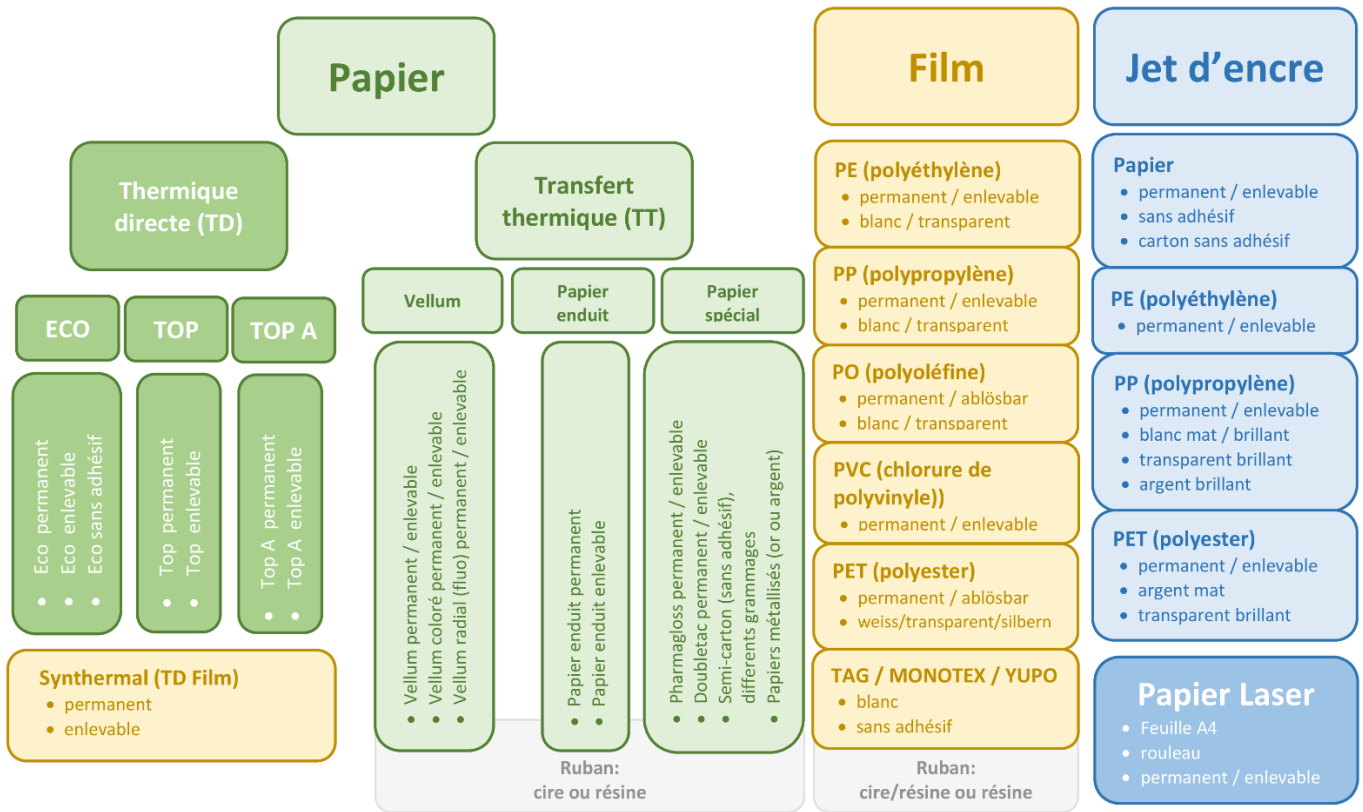 Papier
Thermique
directe (TD)
ECO
TOP
TOP A
• Eco permanent
• Eco enlevable
• Eco sans adhésif
• Top permanent
• Top enlevable
• Top A permanent
• Top A enlevable
Synthermal (TD Film)
• permanent
• enlevable
Transfert
thermique (TT)
Vellum
Papier
enduit
Papier
spécial
• Vellum permanent / enlevable
• Vellum coloré permanent / enlevable
• Vellum radial (fluo) permanent / enlevable
• Papier enduit permanent
• Papier enduit enlevable
• Pharmagloss permanent / enlevable
• Doubletac permanent / enlevable
• Semi-carton (sans adhésif),
differents grammages
• Papiers métallisés (or ou argent)
Ruban:
cire ou résine
Film
PE (polyéthylène)
• permanent / enlevable
• blanc / transparent
PP (polypropylène)
• permanent / enlevable
• blanc / transparent
PO (polyoléfine)
• permanent / ablösbar
• blanc / transparent
PVC (chlorure de
polyvinyle))
• permanent / enlevable
PET (polyester)
• permanent / ablösbar
• weiss/transparent/silbern
TAG / MONOTEX / YUPO
• blanc
• sans adhésif
Ruban:
cire/résine ou résine
Jet d’encre
Papier
• permanent / enlevable
• sans adhésif
• carton sans adhésif
PE (polyéthylène)
• permanent / enlevable
PP (polypropylène)
• permanent / enlevable
• blanc mat / brillant
• transparent brillant
• argent brillant
PET (polyester)
• permanent / enlevable
• argent mat
• transparent brillant
Papier Laser
• Feuille A4
• rouleau
• permanent / enlevable